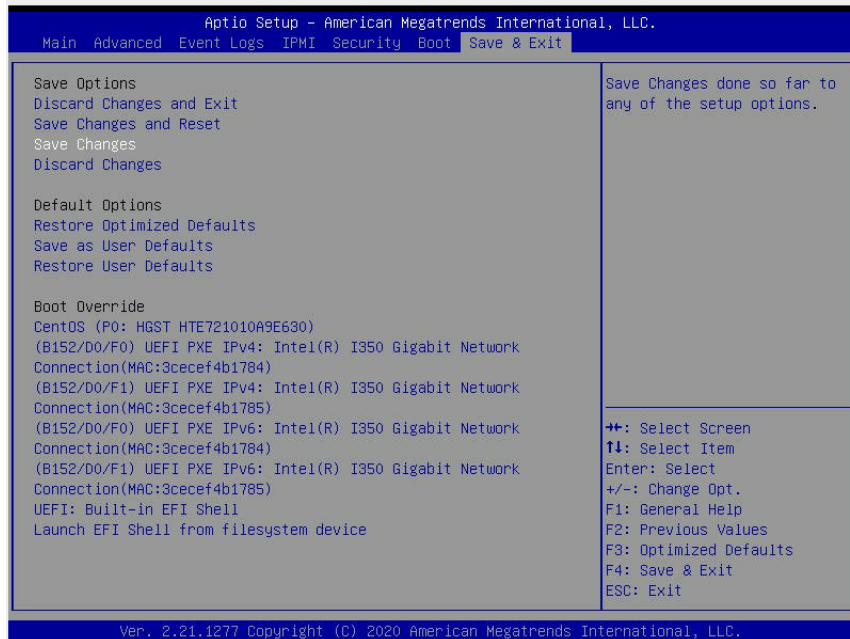 Aptio Setup – American Megatrends International, LLC.
Main Advanced Event Logs IPMI Security Boot Save & Exit
Save Options
Discard Changes and Exit
Save Changes and Reset
Save Changes
Discard Changes
Default Options
Restore Optimized Defaults
Save as User Defaults
Restore User Defaults
Boot Override
CentOS (P0: HGST HTE721010A9E630)
(B152/D0/F0) UEFI PXE IPv4: Intel(R) I350 Gigabit Network
Connection(MAC:3cecef4b1784)
(B152/D0/F1) UEFI PXE IPv4: Intel(R) I350 Gigabit Network
Connection(MAC:3cecef4b1785)
(B152/D0/F0) UEFI PXE IPv6: Intel(R) I350 Gigabit Network
Connection(MAC:3cecef4b1784)
(B152/D0/F1) UEFI PXE IPv6: Intel(R) I350 Gigabit Network
Connection(MAC:3cecef4b1785)
UEFI: Built-in EFI Shell
Launch EFI Shell from filesystem device
Save Changes done so far to
any of the setup options.
→←: Select Screen
↑↓: Select Item
Enter: Select
+/-: Change Opt.
F1: General Help
F2: Previous Values
F3: Optimized Defaults
F4: Save & Exit
ESC: Exit
Ver. 2.21.1277 Copyright (C) 2020 American Megatrends International, LLC.